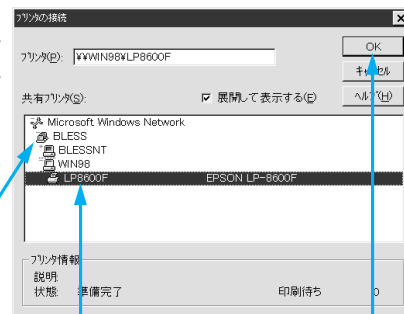 プリンタの接続
プリンタ(P): ¥¥WIN98¥LP8600F
OK
キャンセル
ヘルプ(H)
共有プリンタ(S):
展開して表示する(E)
Microsoft Windows Network
BLESS
BLESSNT
WIN98
LP8600F EPSON LP-8600F
プリンタ情報
説明:
状態: 準備完了 印刷待ち 0